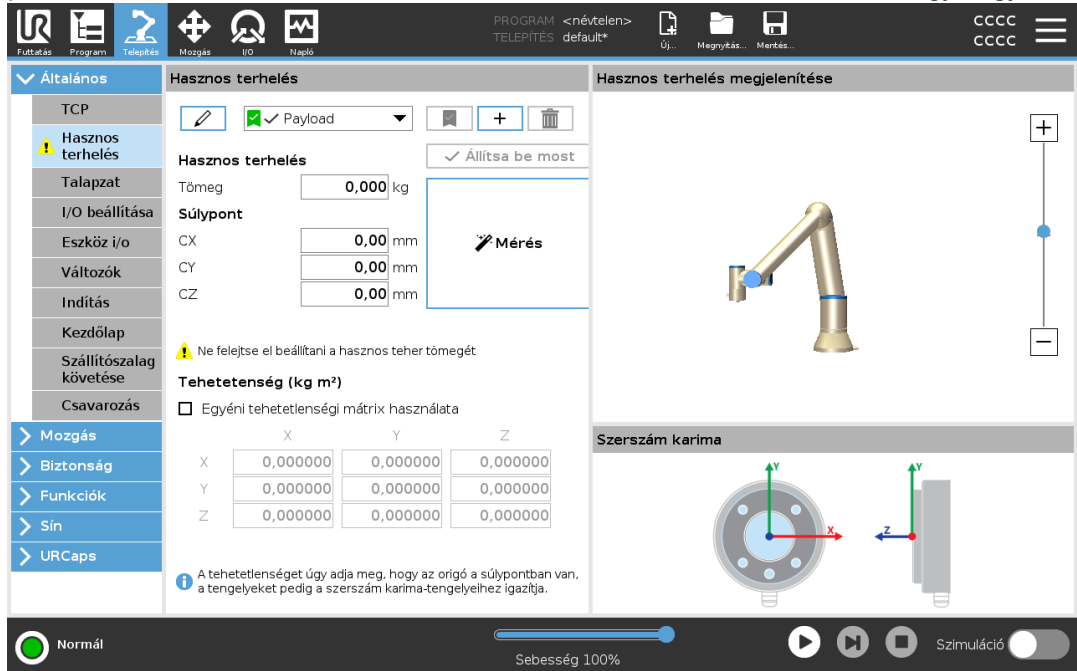 PROGRAM <névtelen>
TELEPÍTÉS default*
CCCC
CCCC
Futtatás Program Telepítés Mozgás I/O Napló Új... Megnyitás... Mentés...
Általános
TCP
Hasznos terhelés
Talapzat
I/O beállítása
Eszköz i/o
Változók
Indítás
Kezdőlap
Szállítószalag követése
Csavarozás
Mozgás
Biztonság
Funkciók
Sín
URCaps
Hasznos terhelés
Payload
Hasznos terhelés
Állítsa be most
Tömeg 0,000 kg
Súlypont
CX 0,00 mm
CY 0,00 mm
CZ 0,00 mm
Mérés
Ne felejtse el beállítani a hasznos teher tömegét
Tehetetenség (kg m²)
Egyéni tehetetlenségi mátrix használata
X Y Z
X 0,000000 0,000000 0,000000
Y 0,000000 0,000000 0,000000
Z 0,000000 0,000000 0,000000
A tehetetlenséget úgy adja meg, hogy az origó a súlypontban van,
a tengelyeket pedig a szerszám karima-tengelyeihez igazítja.
Hasznos terhelés megjelenítése
Szerszám karima
Y
X
Y
Z
Normál
Sebesség 100%
Szimuláció